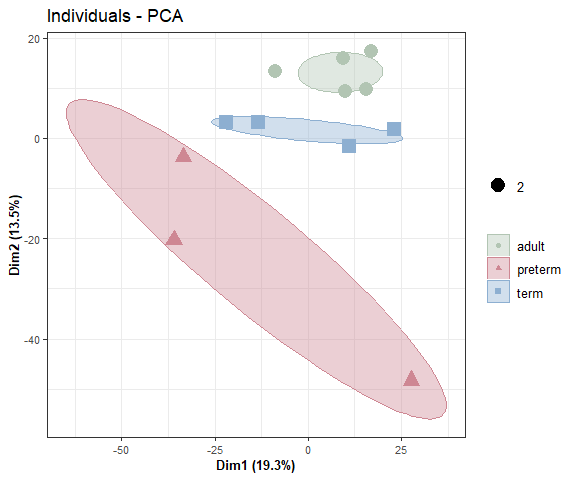 Individuals - PCA
20
0
-20
-40
Dim2 (13.5%)
-50
-25
0
25
Dim1 (19.3%)
2
adult
preterm
term